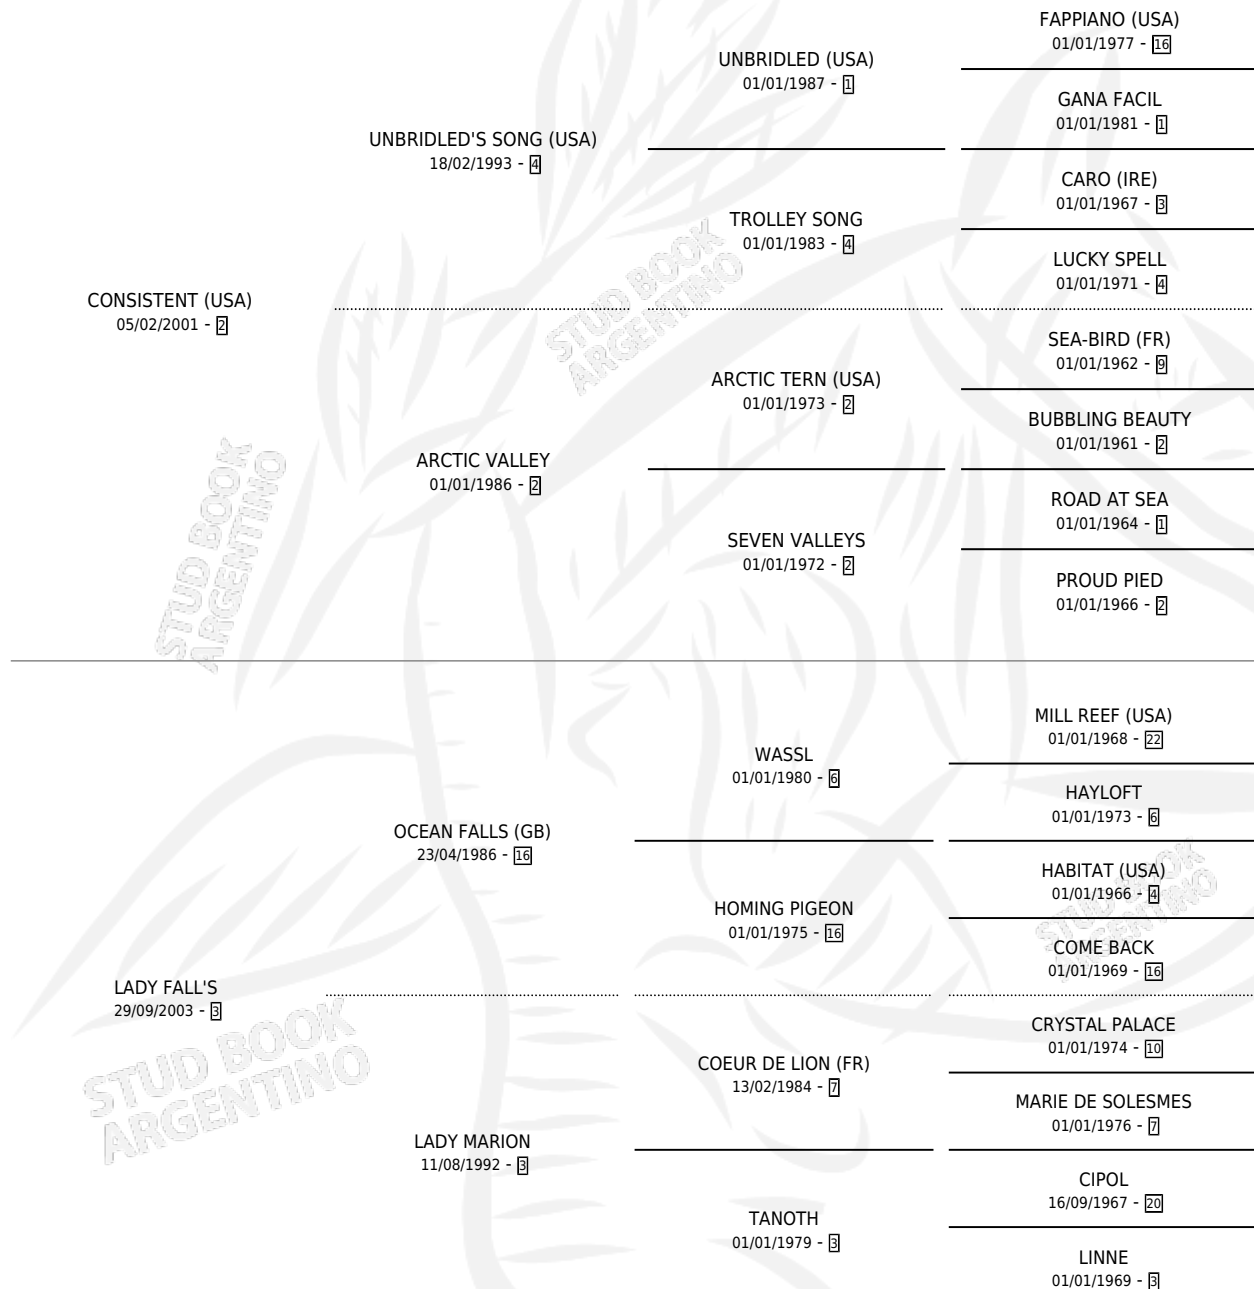 FAPPIANO (USA)
01/01/1977 - 16
UNBRIDLED (USA)
01/01/1987 - 1
GANA FACIL
01/01/1981 - 1
UNBRIDLED'S SONG (USA)
18/02/1993 - 4
CARO (IRE)
01/01/1967 - 3
TROLLEY SONG
01/01/1983 - 4
LUCKY SPELL
01/01/1971 - 4
CONSISTENT (USA)
05/02/2001 - 2
SEA-BIRD (FR)
01/01/1962 - 9
ARCTIC TERN (USA)
01/01/1973 - 2
BUBBLING BEAUTY
01/01/1961 - 2
ARCTIC VALLEY
01/01/1986 - 2
ROAD AT SEA
01/01/1964 - 1
SEVEN VALLEYS
01/01/1972 - 2
PROUD PIED
01/01/1966 - 2
MILL REEF (USA)
01/01/1968 - 22
WASSL
01/01/1980 - 6
HAYLOFT
01/01/1973 - 6
OCEAN FALLS (GB)
23/04/1986 - 16
HABITAT (USA)
01/01/1966 - 4
HOMING PIGEON
01/01/1975 - 16
COME BACK
01/01/1969 - 16
LADY FALL'S
29/09/2003 - 3
CRYSTAL PALACE
01/01/1974 - 10
COEUR DE LION (FR)
13/02/1984 - 7
MARIE DE SOLESMES
01/01/1976 - 7
LADY MARION
11/08/1992 - 3
CIPOL
16/09/1967 - 20
TANOTH
01/01/1979 - 3
LINNE
01/01/1969 - 3
STUD BOOK
ARGENTINO
STUD BOOK
ARGENTINO
STUD BOOK
ARGENTINO
STUD BOOK
ARGENTINO